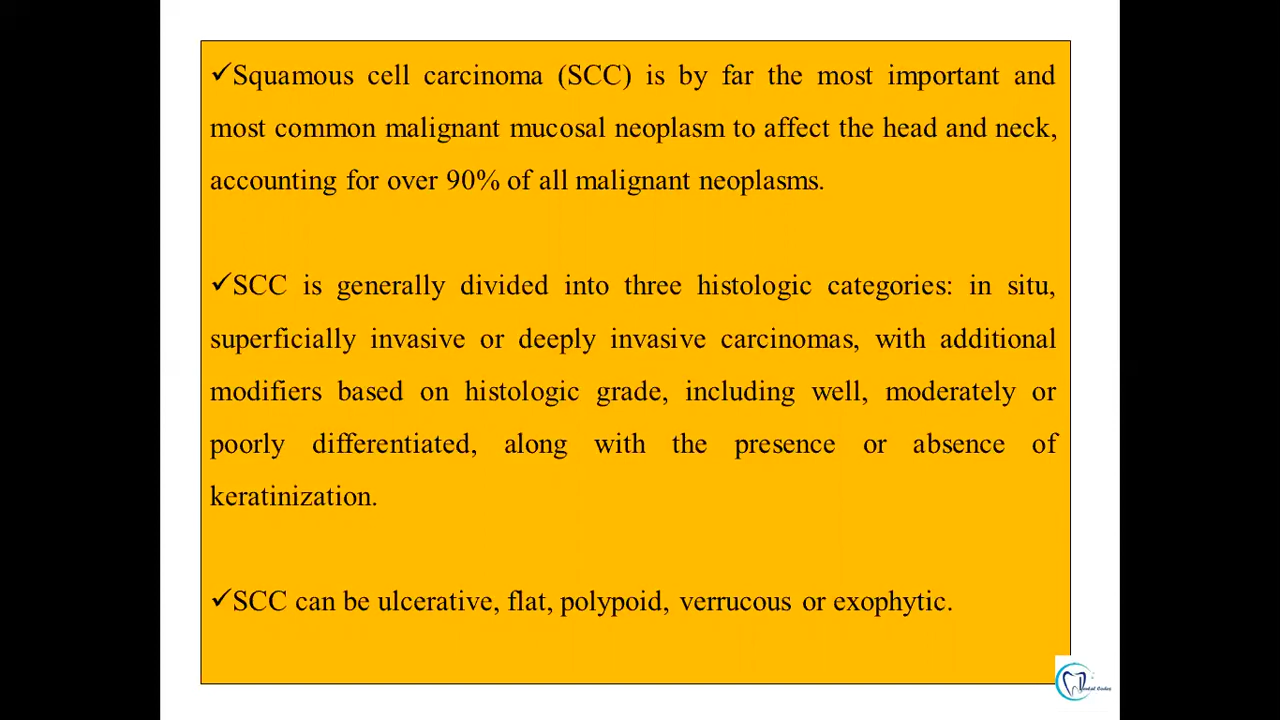 ✓Squamous cell carcinoma (SCC) is by far the most important and
most common malignant mucosal neoplasm to affect the head and neck,
accounting for over 90% of all malignant neoplasms.
✓SCC is generally divided into three histologic categories: in situ,
superficially invasive or deeply invasive carcinomas, with additional
modifiers based on histologic grade, including well, moderately or
poorly differentiated, along with the presence or absence of
keratinization.
✓SCC can be ulcerative, flat, polypoid, verrucous or exophytic.